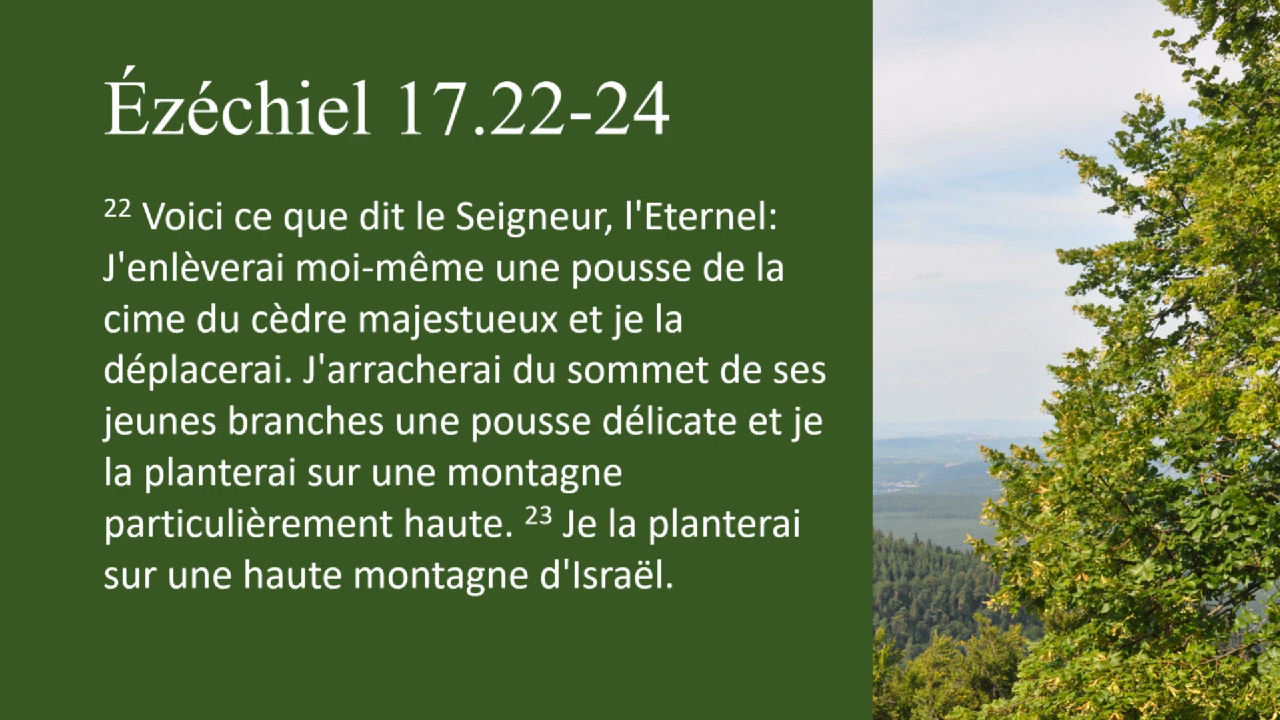 Ézéchiel 17.22-24
22 Voici ce que dit le Seigneur, l'Eternel:
J'enlèverai moi-même une pousse de la
cime du cèdre majestueux et je la
déplacerai. J'arracherai du sommet de ses
jeunes branches une pousse délicate et je
la planterai sur une montagne
particulièrement haute. 23 Je la planterai
sur une haute montagne d'Israël.